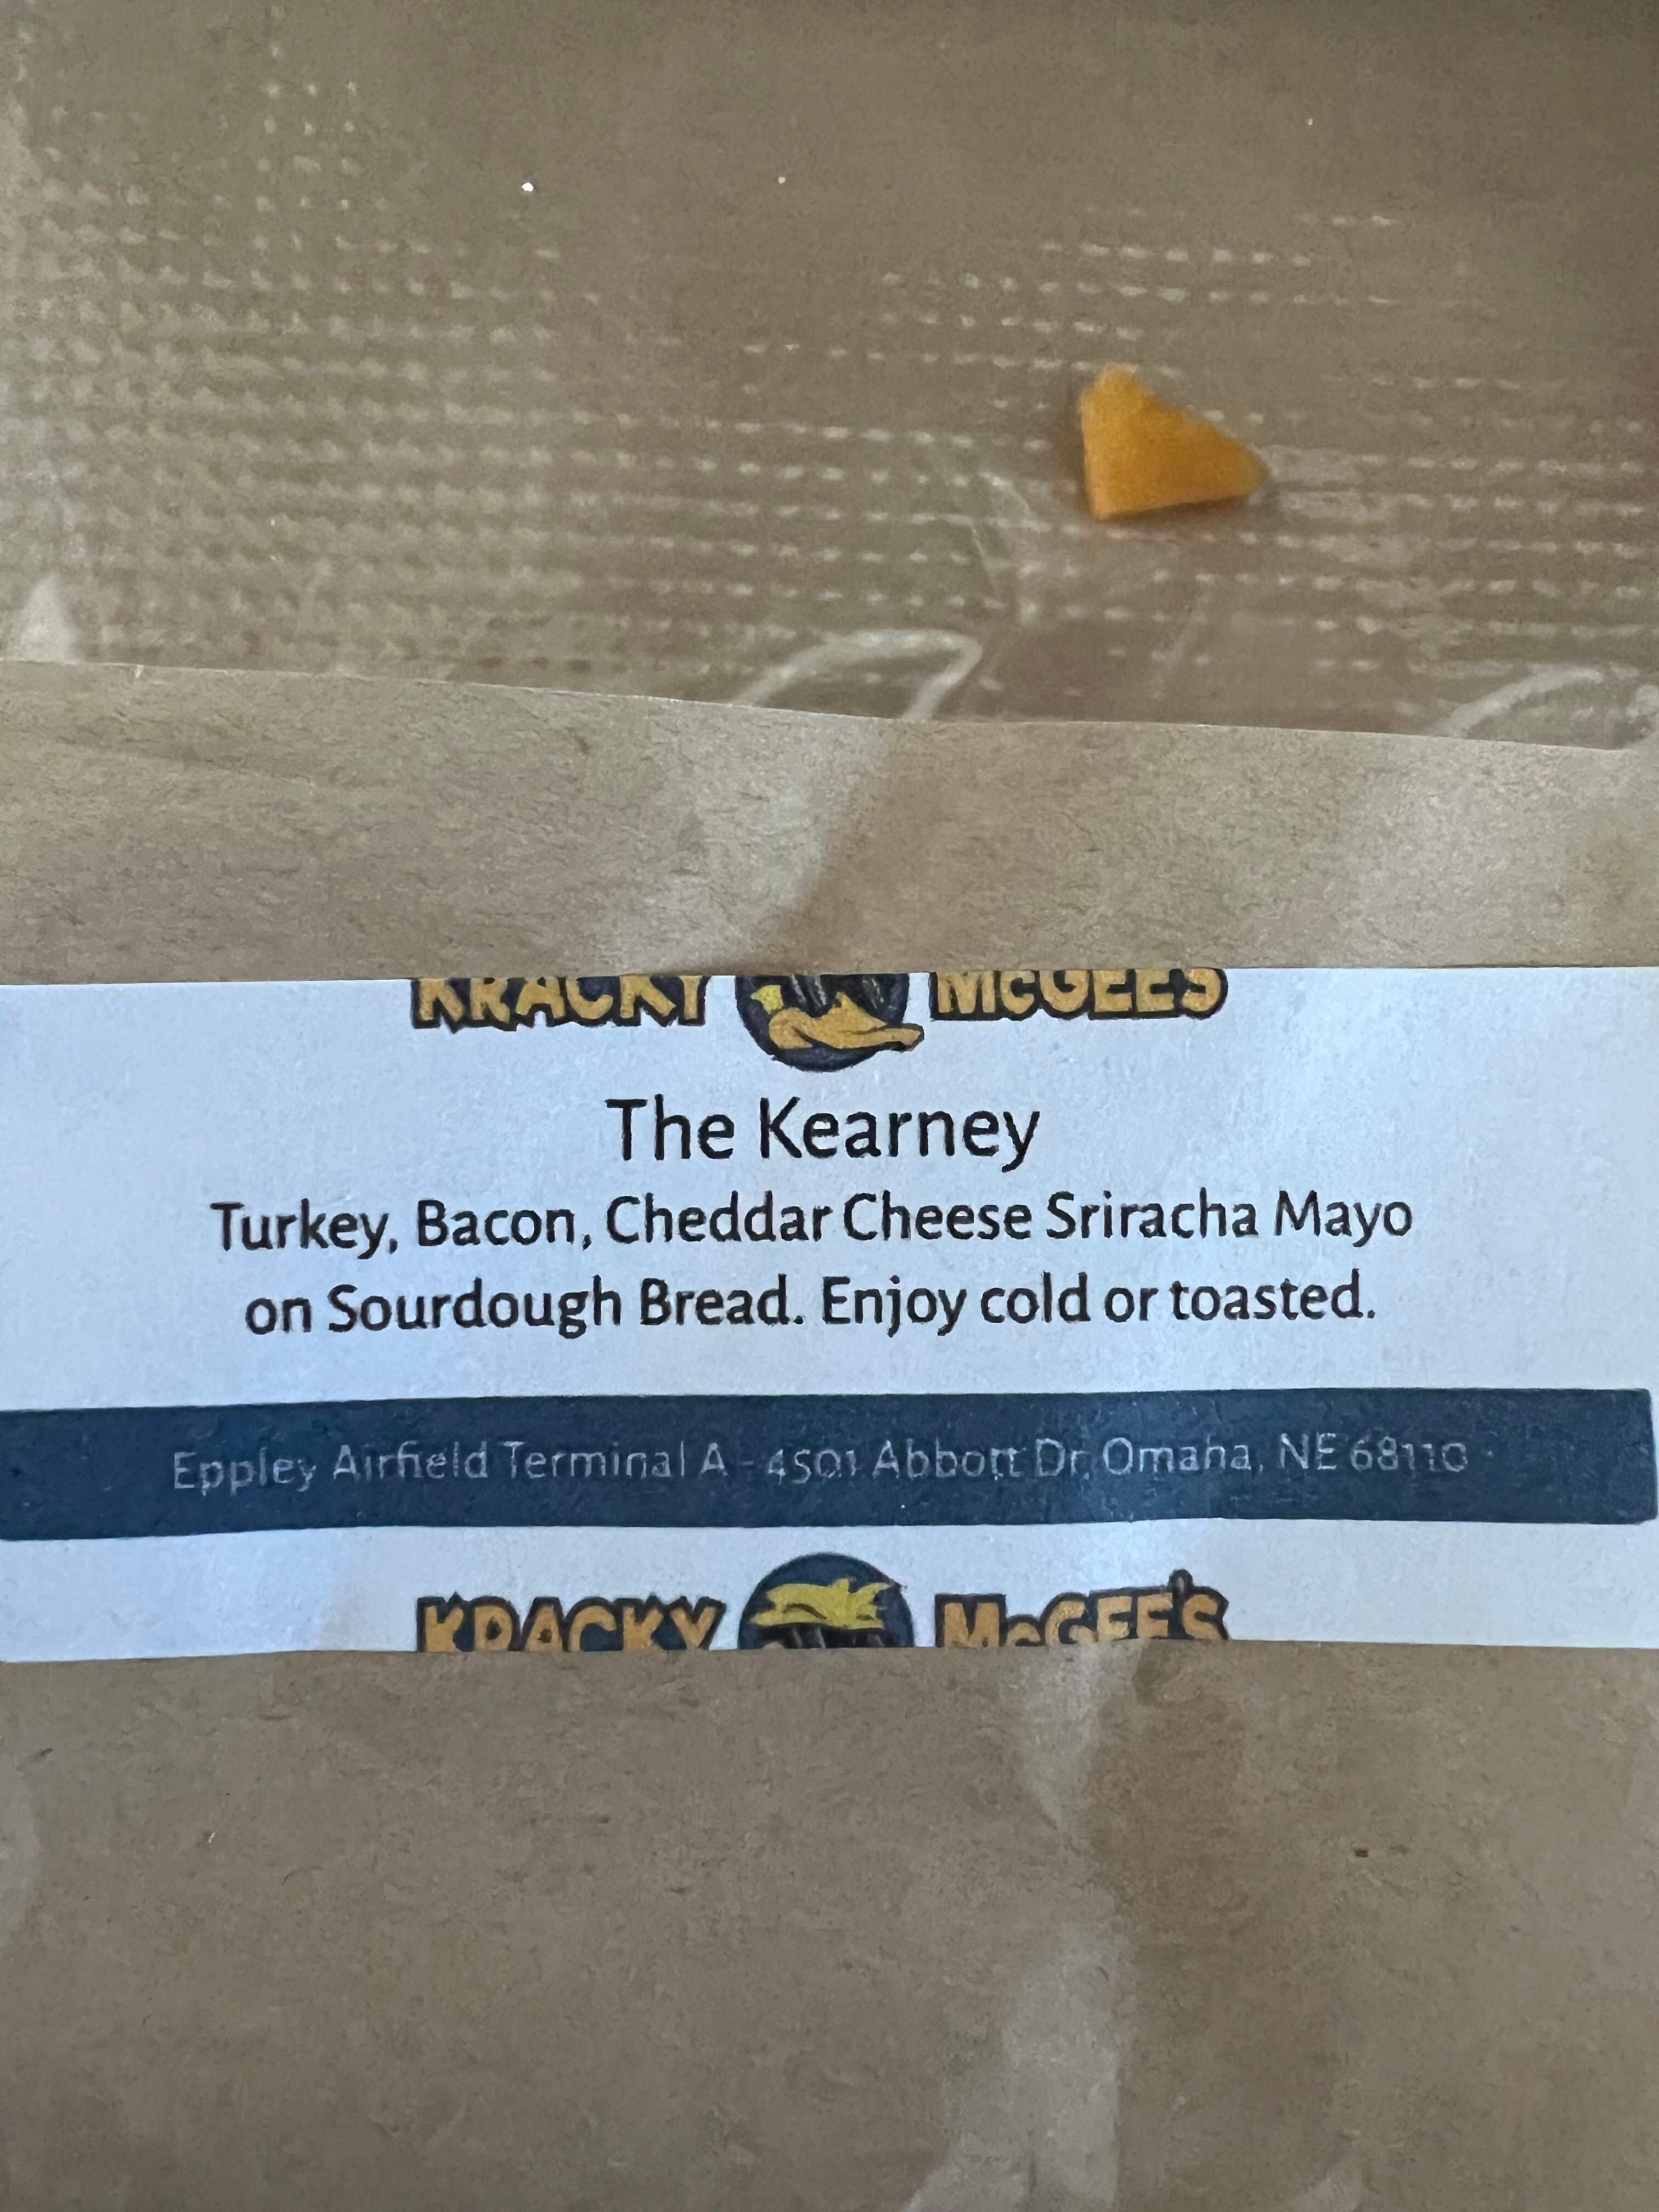 KRACKY McGEE'S
The Kearney
Turkey, Bacon, Cheddar Cheese Sriracha Mayo
on Sourdough Bread. Enjoy cold or toasted.
Eppley Airfield Terminal A - 4501 Abbott Dr, Omaha, NE 68110
KRACKY McGEE'S